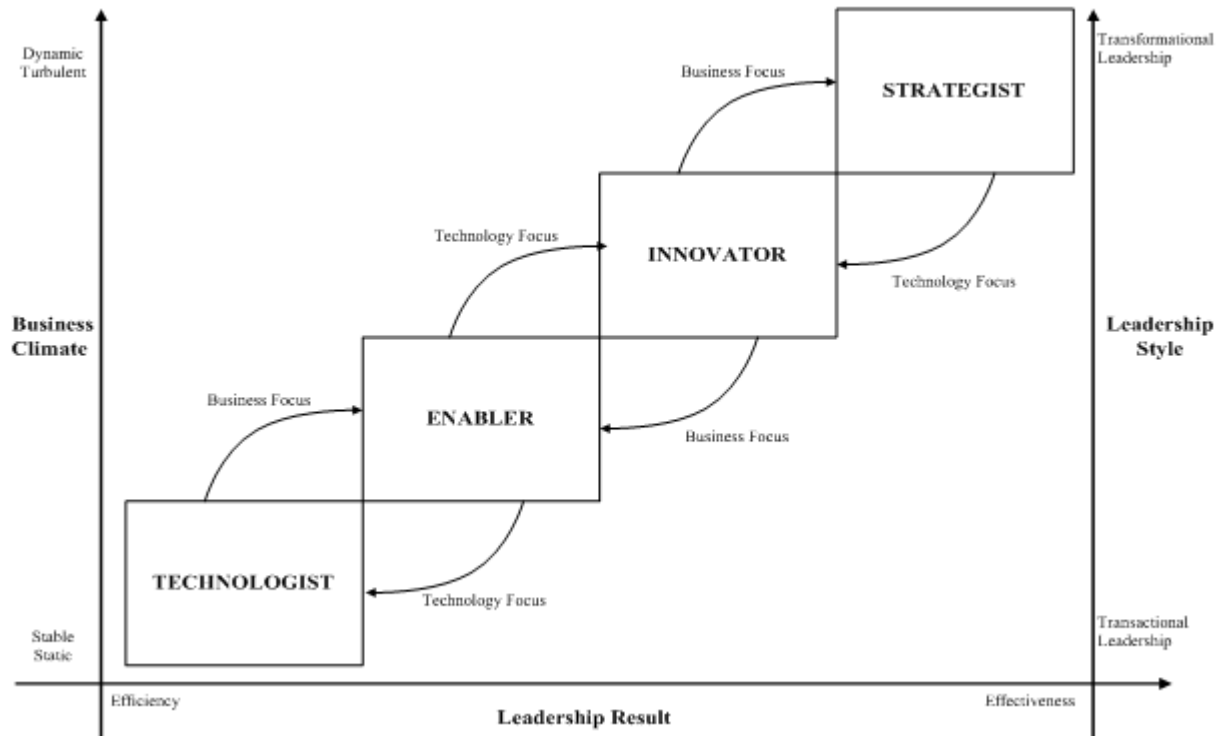 Dynamic
Turbulent
Business Focus
STRATEGIST
Transformational
Leadership
Technology Focus
INNOVATOR
Technology Focus
Business
Climate
Leadership
Style
Business Focus
ENABLER
Business Focus
TECHNOLOGIST
Technology Focus
Stable
Static
Transactional
Leadership
Efficiency
Leadership Result
Effectiveness